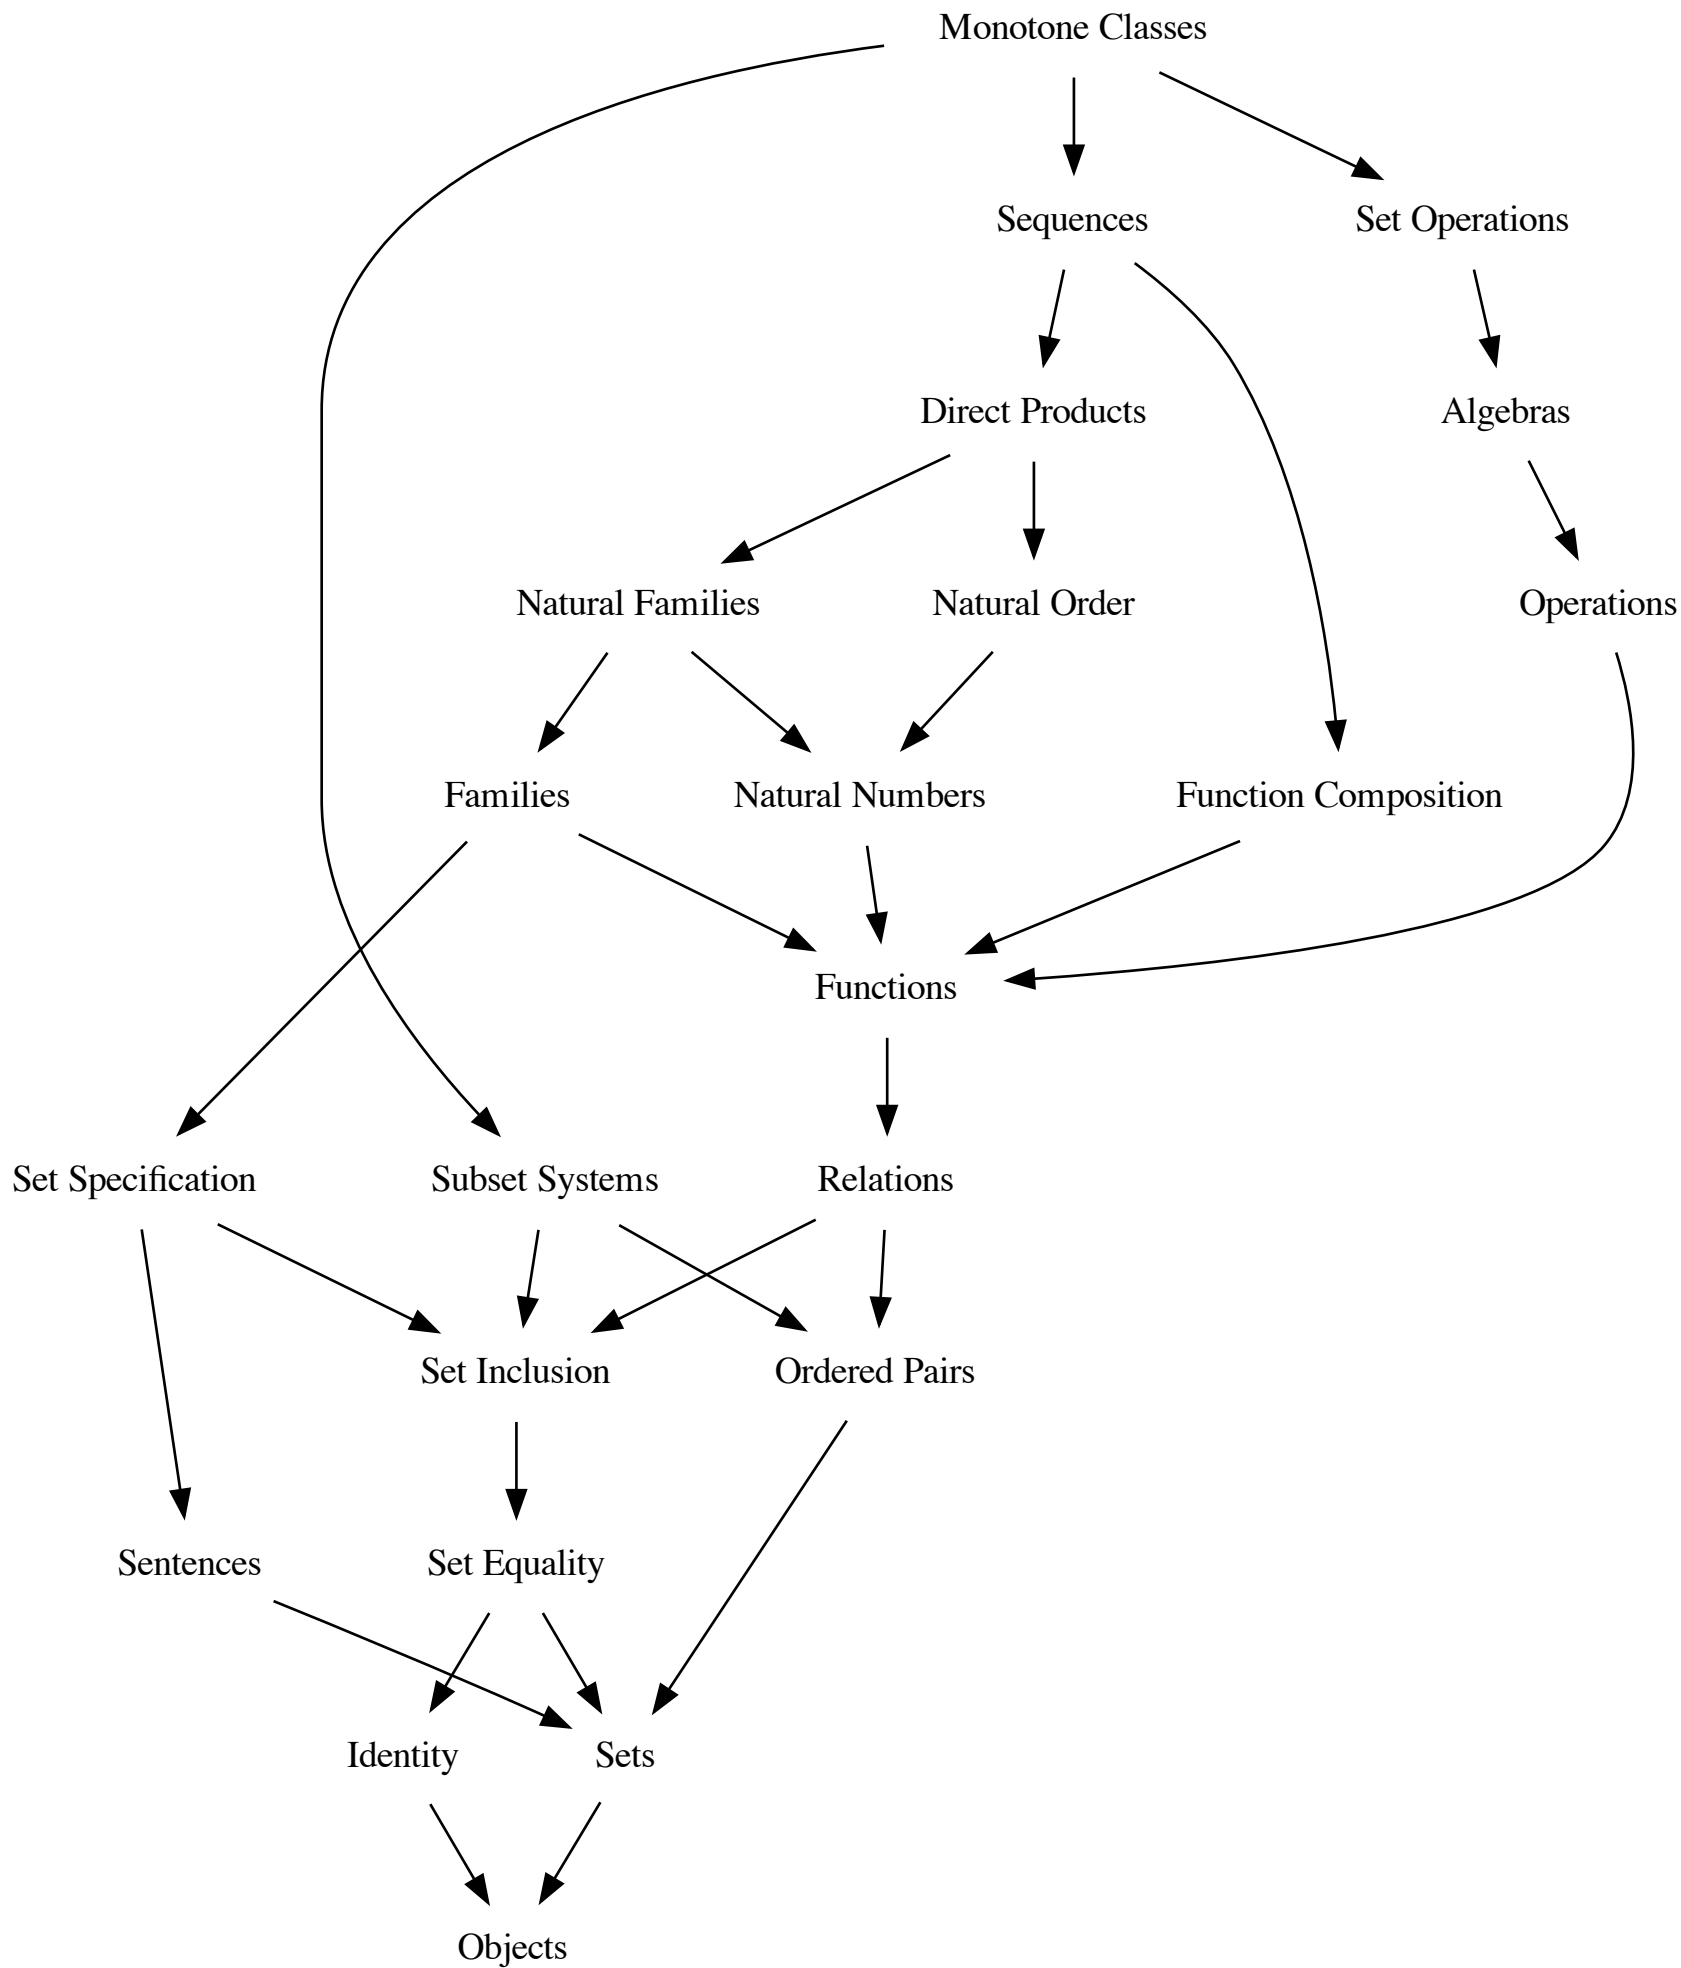 Monotone Classes
Sequences
Set Operations
Direct Products
Algebras
Natural Families
Natural Order
Operations
Families
Natural Numbers
Function Composition
Functions
Set Specification
Subset Systems
Relations
Set Inclusion
Ordered Pairs
Sentences
Set Equality
Identity
Sets
Objects